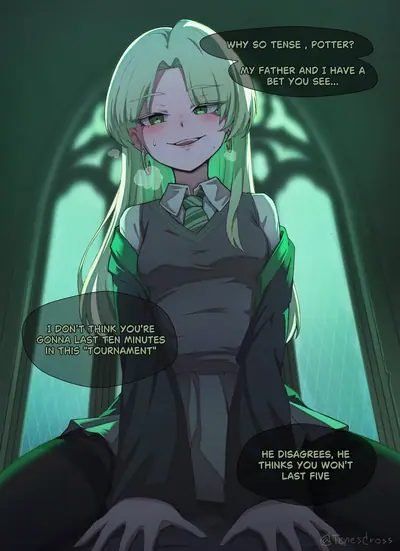 WHY SO TENSE , POTTER?
MY FATHER AND I HAVE A
BET YOU SEE...
I DON'T THINK YOU'RE
GONNA LAST TEN MINUTES
IN THIS "TOURNAMENT"
HE DISAGREES, HE
THINKS YOU WON'T
LAST FIVE
@Tenescross